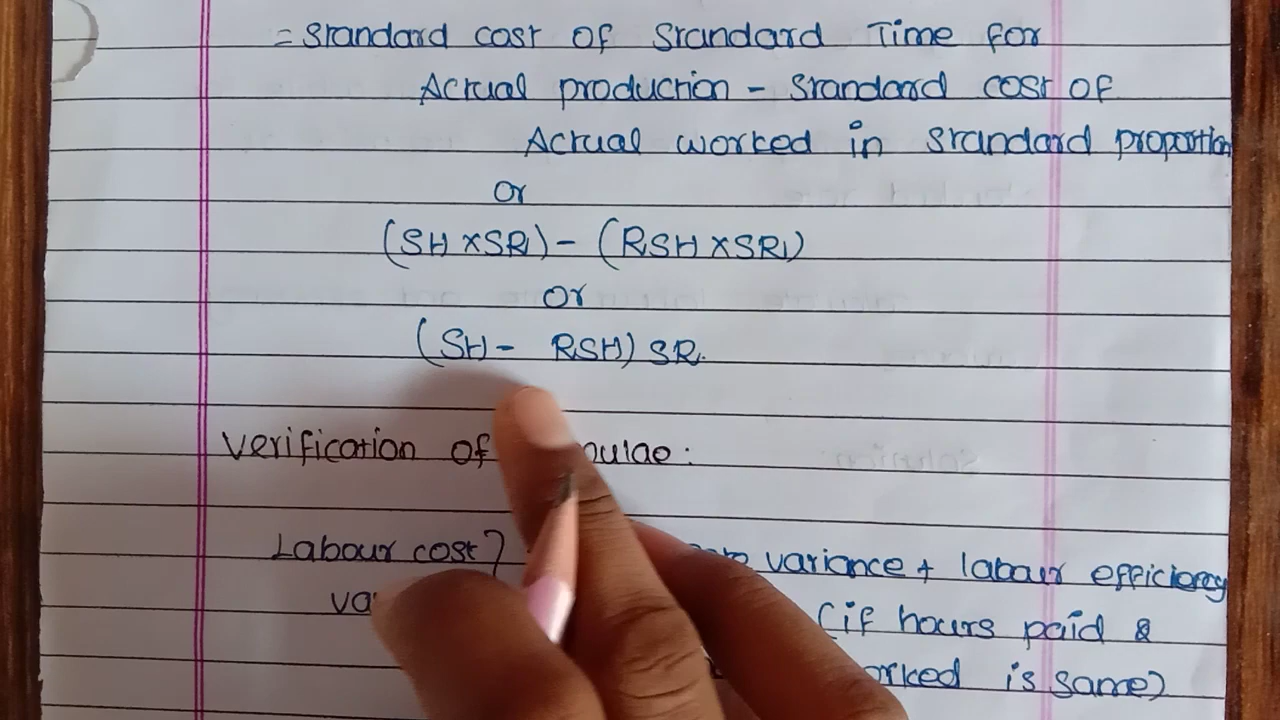 = Standard cost of Standard Time for
Actual production - Standard cost of
Actual worked in standard proportion
Or
(SH X SR) - (RSH X SR)
Or
(SH - RSH) SR.
Verification of :
Labour cost } variance + labour efficiency
(if hours paid &
is same)